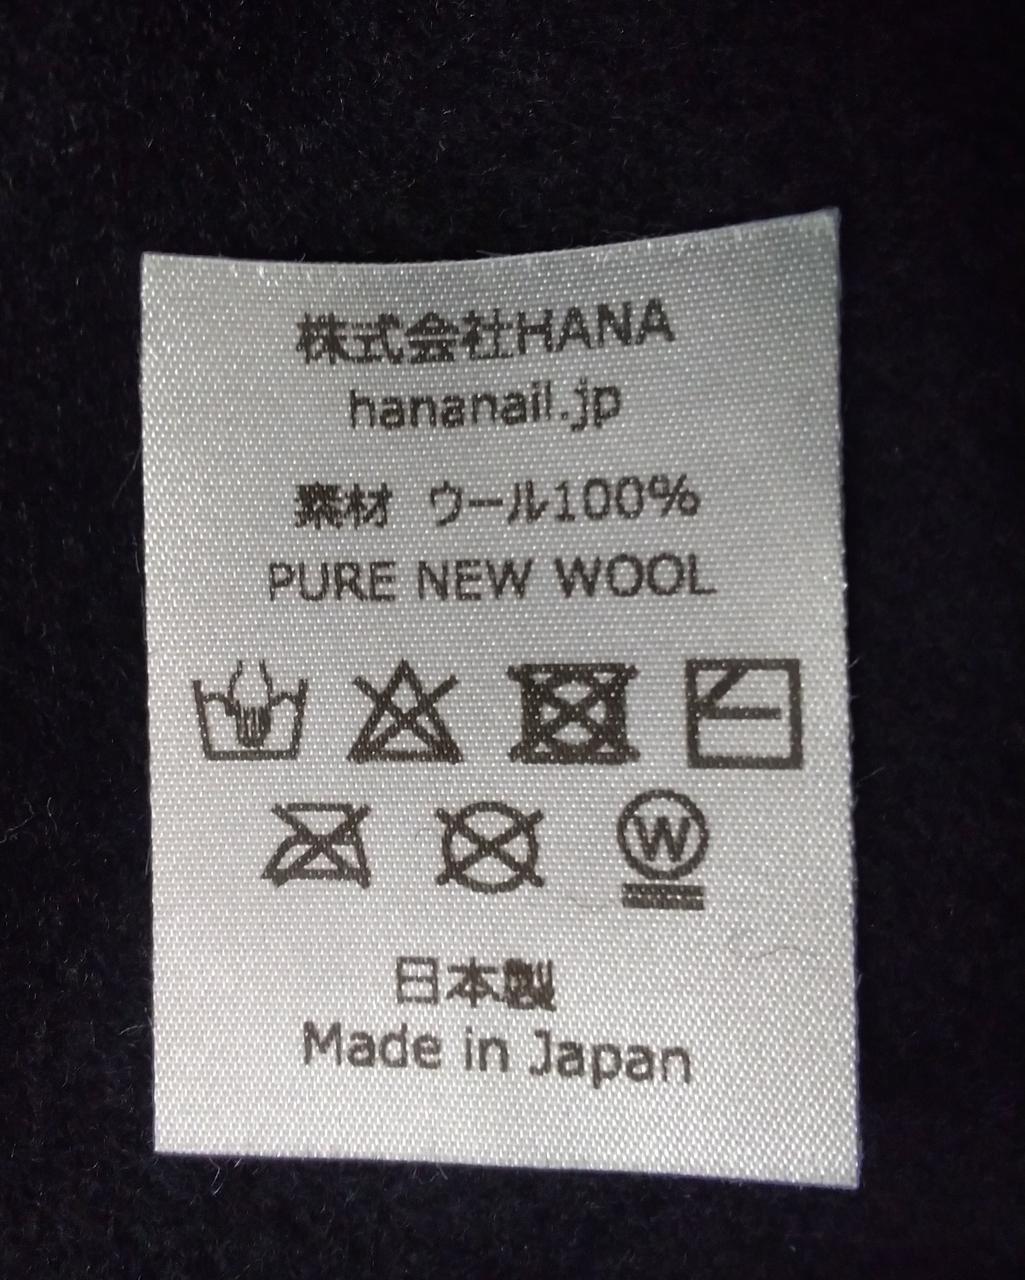 株式会社HANA
hananail.jp
素材 ウール100%
PURE NEW WOOL
W
日本製
Made in Japan